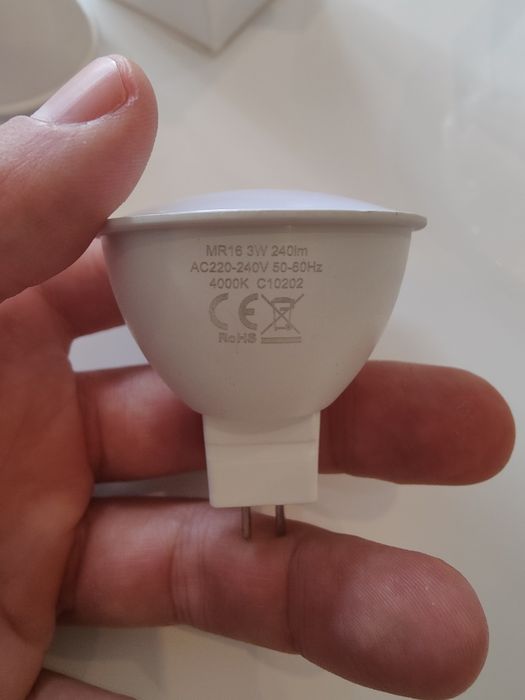 MR16 3W 240lm
AC220-240V 50-60Hz
4000K C10202
CE
RoHS